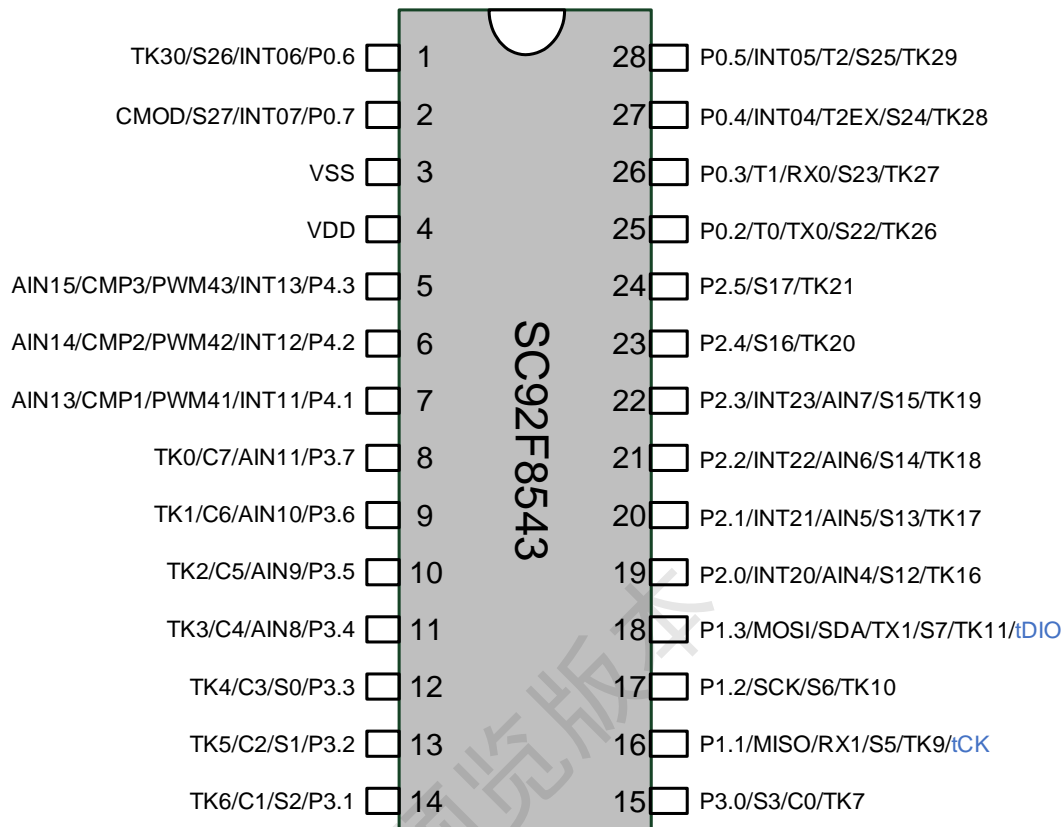 TK30/S26/INT06/P0.6 1 28 P0.5/INT05/T2/S25/TK29
CMOD/S27/INT07/P0.7 2 27 P0.4/INT04/T2EX/S24/TK28
VSS 3 26 P0.3/T1/RX0/S23/TK27
VDD 4 25 P0.2/T0/TX0/S22/TK26
AIN15/CMP3/PWM43/INT13/P4.3 5 24 P2.5/S17/TK21
AIN14/CMP2/PWM42/INT12/P4.2 6 23 P2.4/S16/TK20
AIN13/CMP1/PWM41/INT11/P4.1 7 22 P2.3/INT23/AIN7/S15/TK19
TK0/C7/AIN11/P3.7 8 21 P2.2/INT22/AIN6/S14/TK18
TK1/C6/AIN10/P3.6 9 20 P2.1/INT21/AIN5/S13/TK17
TK2/C5/AIN9/P3.5 10 19 P2.0/INT20/AIN4/S12/TK16
TK3/C4/AIN8/P3.4 11 18 P1.3/MOSI/SDA/TX1/S7/TK11/tDIO
TK4/C3/S0/P3.3 12 17 P1.2/SCK/S6/TK10
TK5/C2/S1/P3.2 13 16 P1.1/MISO/RX1/S5/TK9/tCK
TK6/C1/S2/P3.1 14 15 P3.0/S3/C0/TK7
SC92F8543
览版本